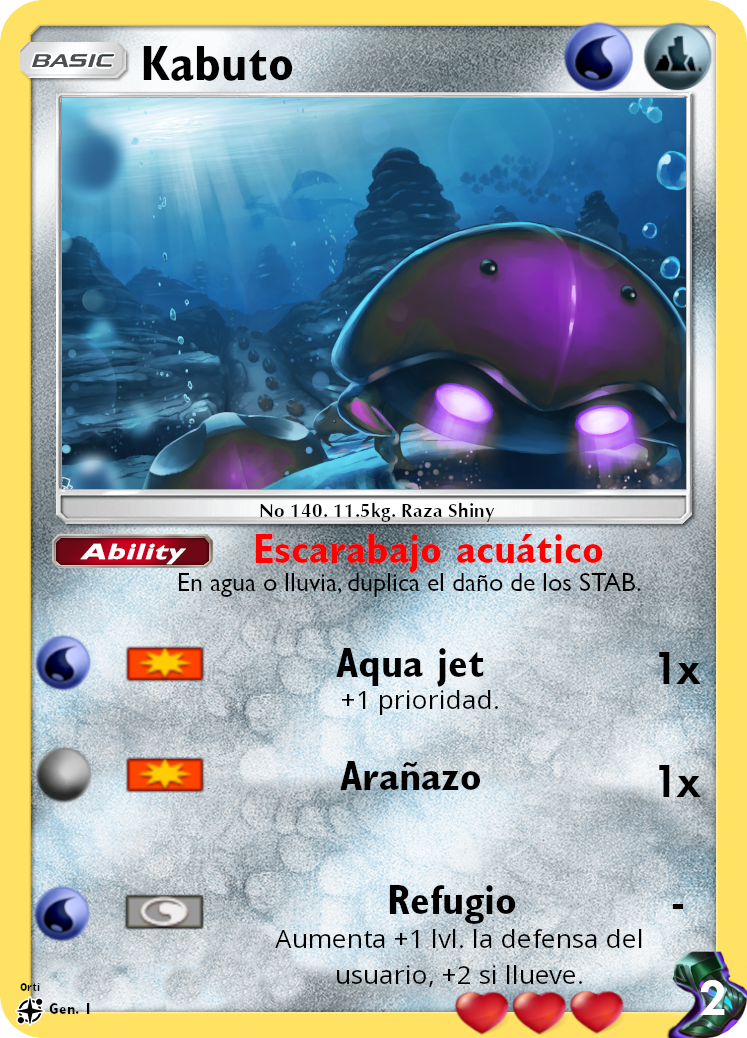 BASIC Kabuto
No 140. 11.5kg. Raza Shiny
Ability Escarabajo acuático
En agua o lluvia, duplica el daño de los STAB.
Aqua jet 1x
+1 prioridad.
Arañazo 1x
Refugio -
Aumenta +1 lvl. la defensa del
usuario, +2 si llueve.
Orti
Gen. I
2